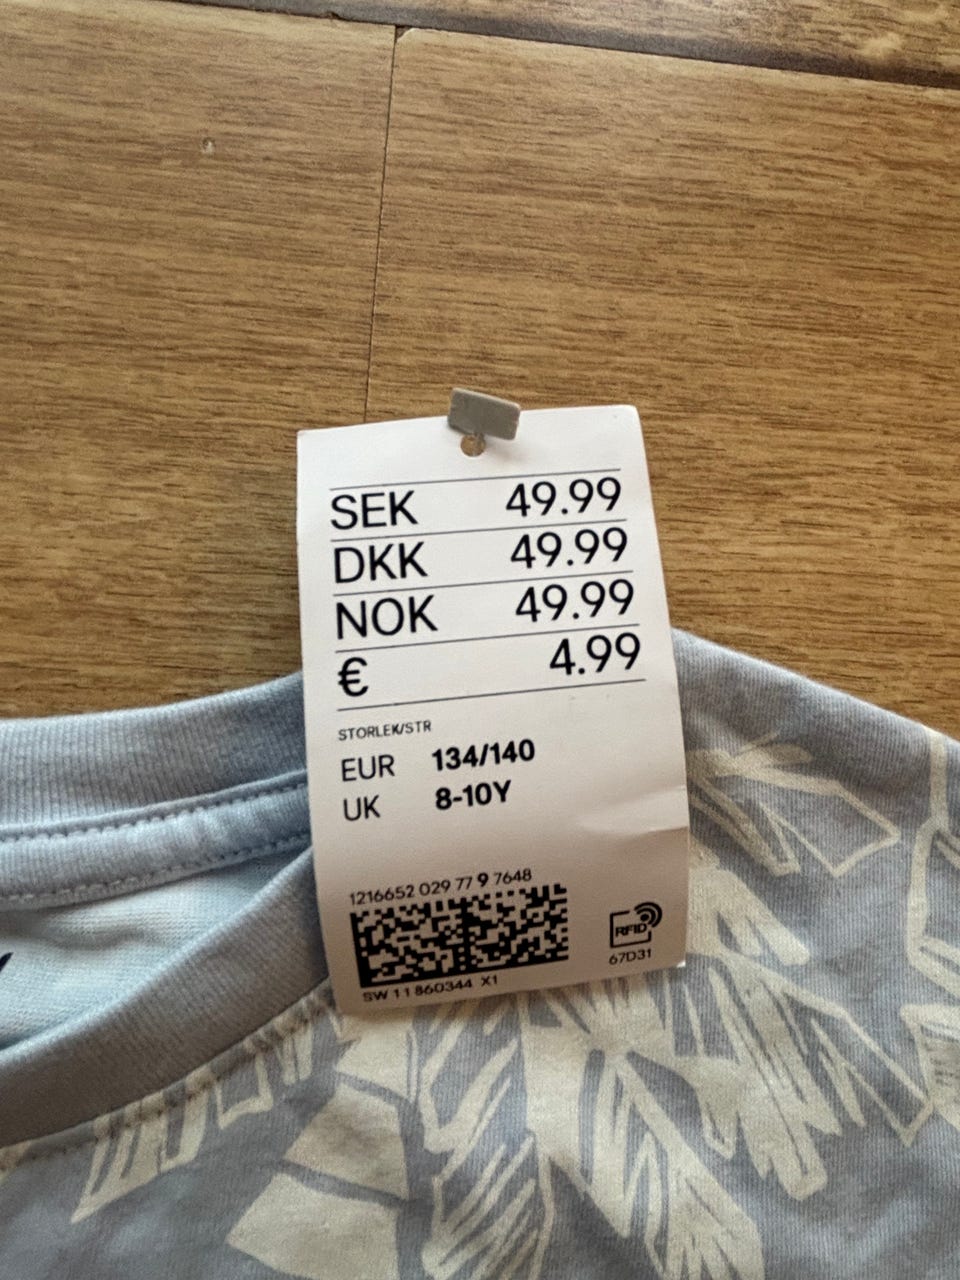 SEK 49.99
DKK 49.99
NOK 49.99
€ 4.99
STORLEK/STR
EUR 134/140
UK 8-10Y
1216652 029 77 9 7648
RFID
67D31
SW 11 860344 X1